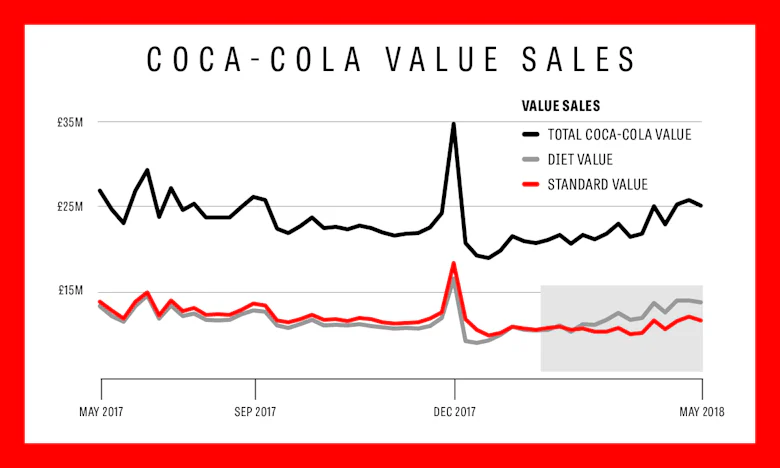 COCA-COLA VALUE SALES
VALUE SALES
TOTAL COCA-COLA VALUE
DIET VALUE
STANDARD VALUE
£35M
£25M
£15M
MAY 2017 SEP 2017 DEC 2017 MAY 2018